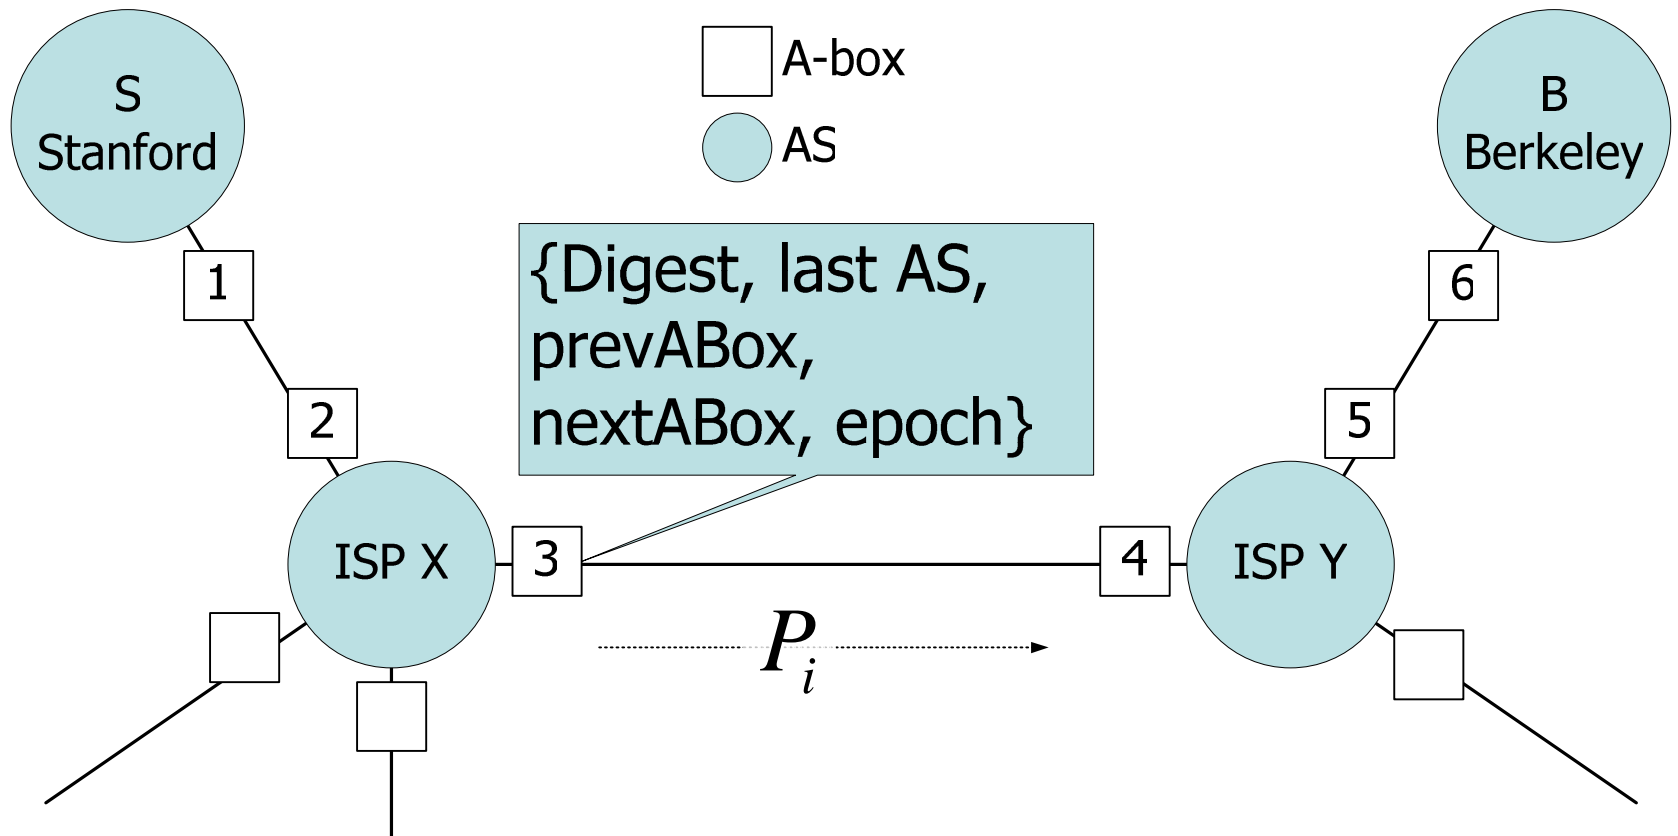 S
Stanford
A-box
AS
B
Berkeley
1
{Digest, last AS,
prevABox,
nextABox, epoch}
6
2
5
ISP X
3
4
ISP Y
P
i